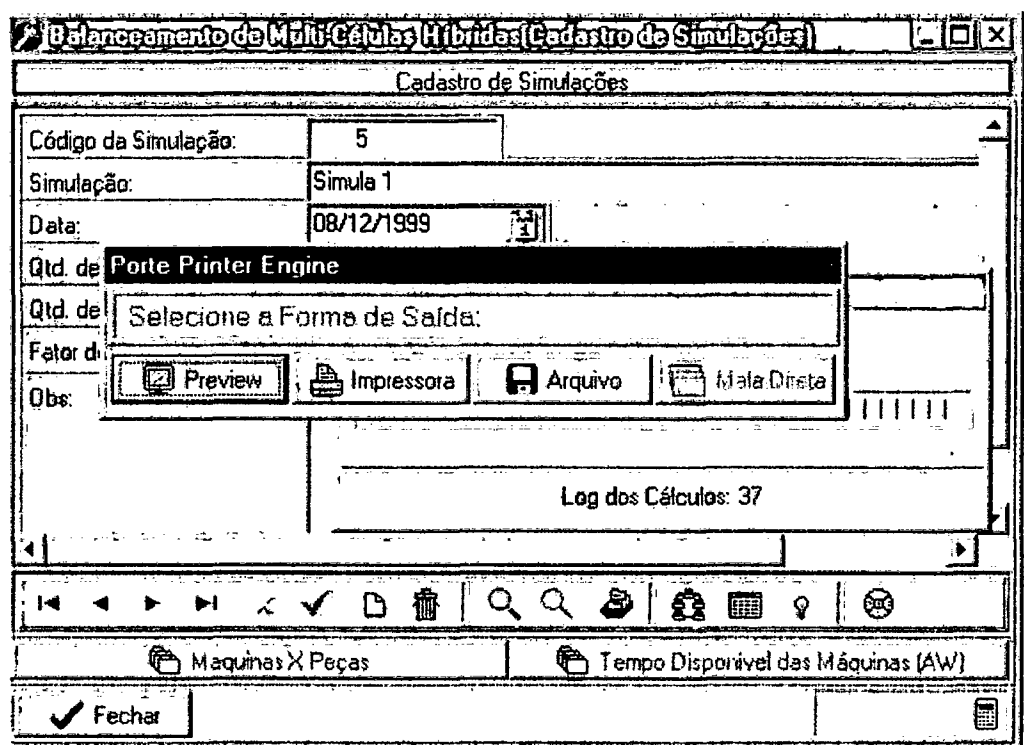 Balanceamento de Multi-Células Híbridas(Cadastro de Simulações)
Cadastro de Simulações
Código da Simulação: 5
Simulação: Simula 1
Data: 08/12/1999
Qtd. de
Qtd. de
Fator d
Obs:
Porte Printer Engine
Selecione a Forma de Saída:
Preview Impressora Arquivo Mala Direta
Log dos Cálculos: 37
Maquinas X Peças Tempo Disponivel das Máquinas (AW)
Fechar